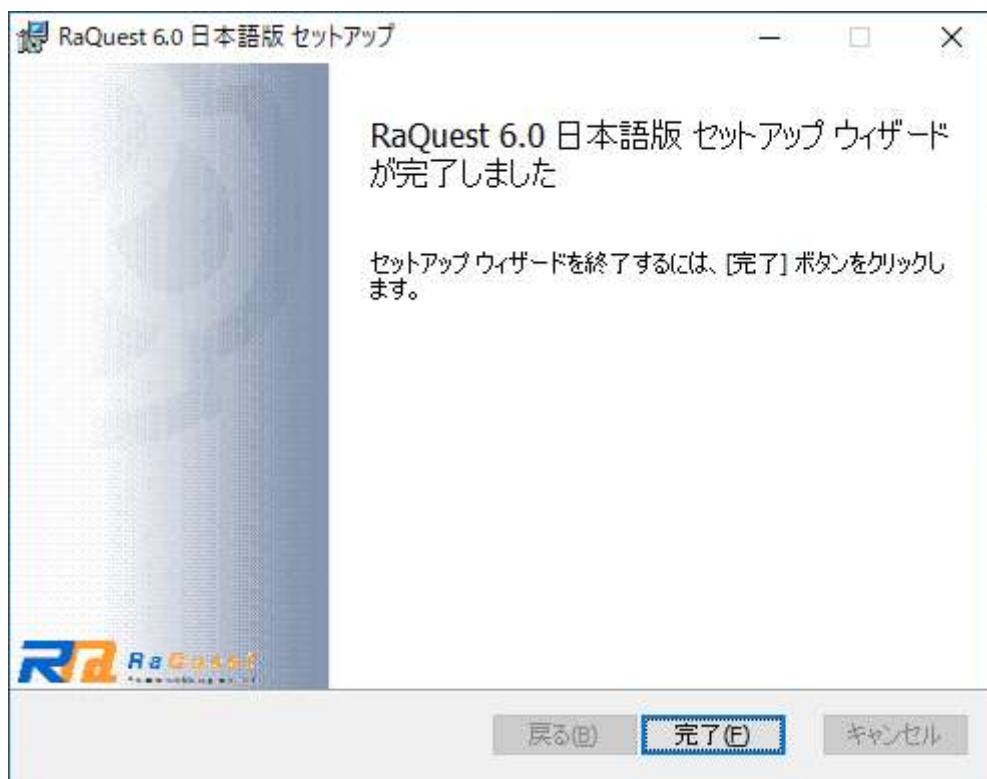 RaQuest 6.0 日本語版 セットアップ
RaQuest 6.0 日本語版 セットアップ ウィザード
が完了しました
セットアップ ウィザードを終了するには、[完了] ボタンをクリックし
ます。
Ra RaQuest
戻る(B) 完了(F) キャンセル